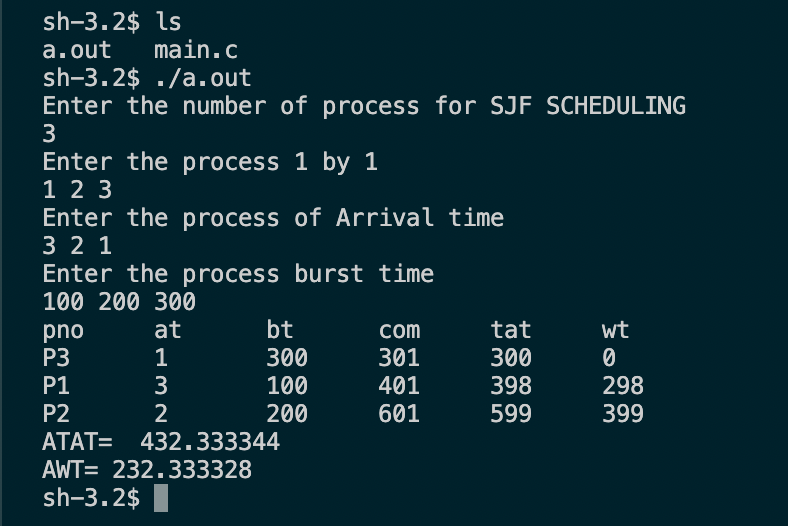 sh-3.2$ ls
a.out   main.c
sh-3.2$ ./a.out
Enter the number of process for SJF SCHEDULING
3
Enter the process 1 by 1
1 2 3
Enter the process of Arrival time
3 2 1
Enter the process burst time
100 200 300
pno     at      bt      com     tat     wt
P3      1       300     301     300     0
P1      3       100     401     398     298
P2      2       200     601     599     399
ATAT=  432.333344
AWT= 232.333328
sh-3.2$